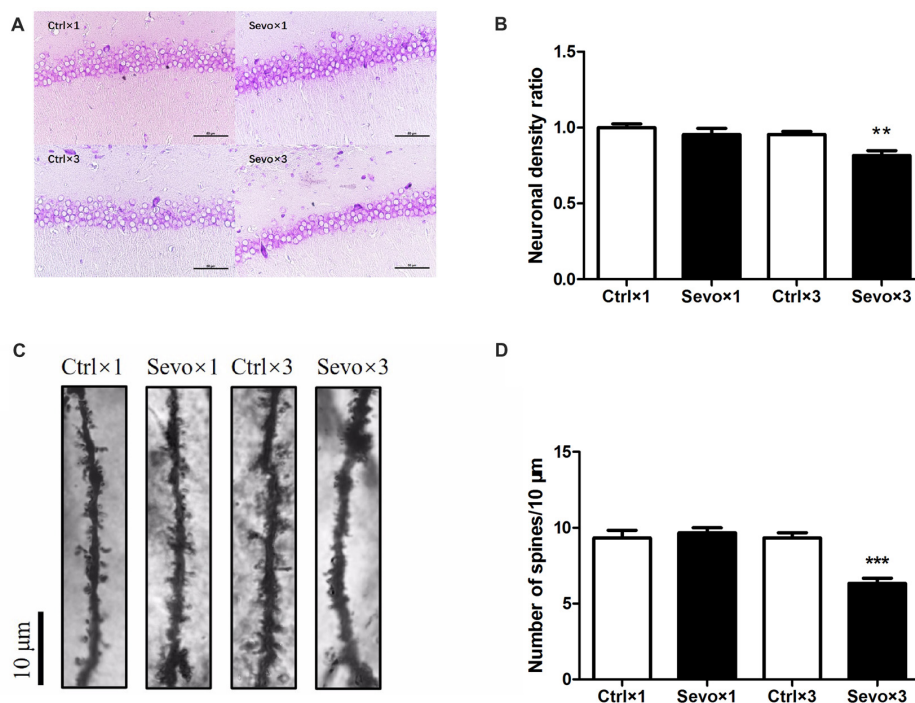 A
Ctrl×1
Sevo×1
Ctrl×3
Sevo×3
B
Neuronal density ratio
1.5
1.0
0.5
0.0
**
Ctrl×1 Sevo×1 Ctrl×3 Sevo×3
C
Ctrl×1 Sevo×1 Ctrl×3 Sevo×3
10 μm
D
Number of spines/10 μm
15
10
5
0
***
Ctrl×1 Sevo×1 Ctrl×3 Sevo×3